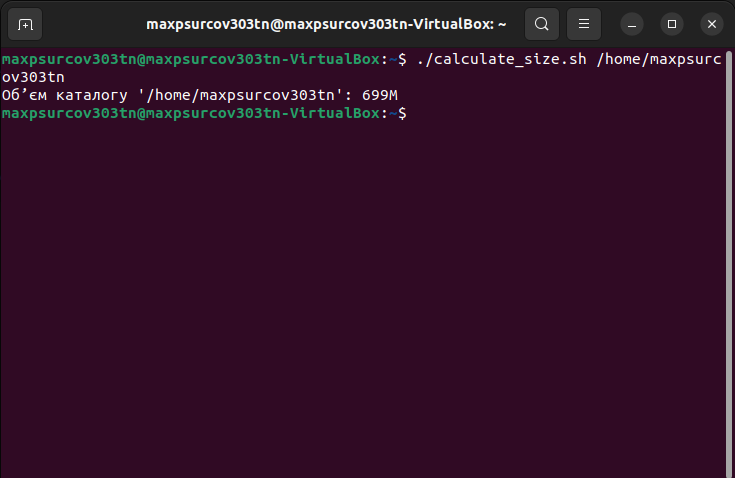 maxpsurcov303tn@maxpsurcov303tn-VirtualBox: ~
maxpsurcov303tn@maxpsurcov303tn-VirtualBox:~$ ./calculate_size.sh /home/maxpsurc
ov303tn
Об’єм каталогу '/home/maxpsurcov303tn': 699M
maxpsurcov303tn@maxpsurcov303tn-VirtualBox:~$